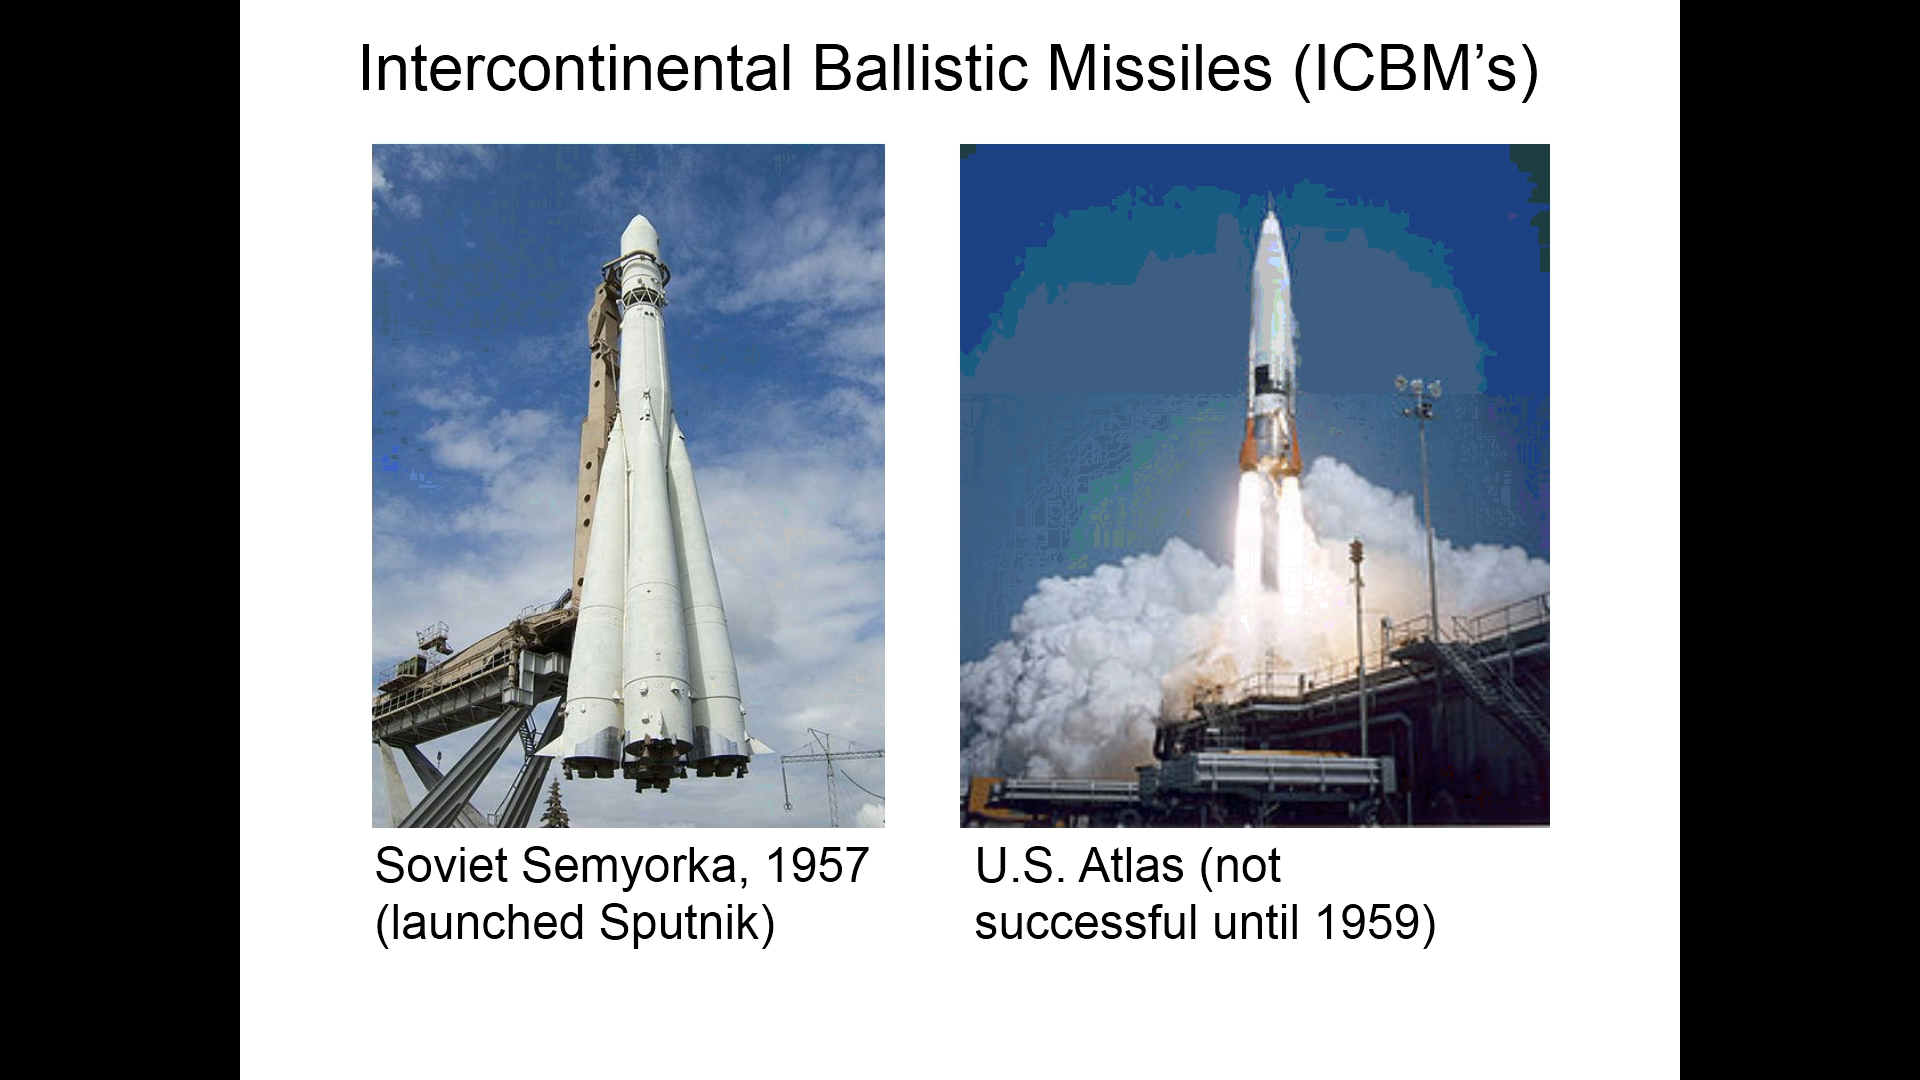 Intercontinental Ballistic Missiles (ICBM’s)
Soviet Semyorka, 1957
(launched Sputnik)
U.S. Atlas (not
successful until 1959)